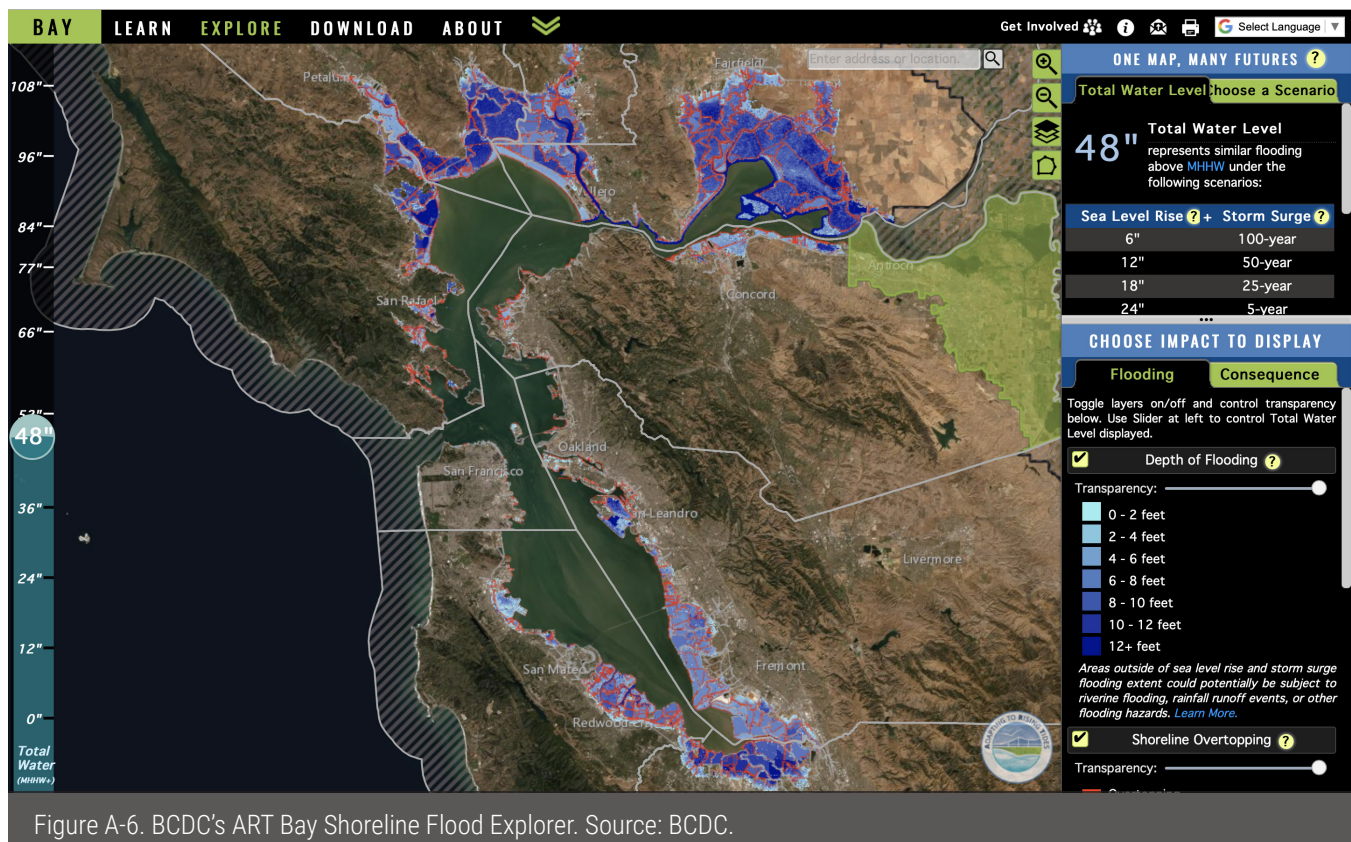 BAY LEARN EXPLORE DOWNLOAD ABOUT Get Involved Select Language
Enter address or location.
108"
96"
84"
77"
66"
53"
48"
36"
24"
12"
0"
Total
Water
(MHHW+)
Petaluma
Fairfield
Vallejo
Antioch
San Rafael
Concord
Oakland
San Francisco
n Leandro
Livermore
San Mateo
Fremont
Redwood City
ADAPTING TO RISING TIDES
ONE MAP, MANY FUTURES ?
Total Water Level Choose a Scenario
48" Total Water Level
represents similar flooding
above MHHW under the
following scenarios:
Sea Level Rise ? + Storm Surge ?
6" 100-year
12" 50-year
18" 25-year
24" 5-year
CHOOSE IMPACT TO DISPLAY
Flooding Consequence
Toggle layers on/off and control transparency
below. Use Slider at left to control Total Water
Level displayed.
Depth of Flooding ?
Transparency:
0 - 2 feet
2 - 4 feet
4 - 6 feet
6 - 8 feet
8 - 10 feet
10 - 12 feet
12+ feet
Areas outside of sea level rise and storm surge
flooding extent could potentially be subject to
riverine flooding, rainfall runoff events, or other
flooding hazards. Learn More.
Shoreline Overtopping ?
Transparency:
Figure A-6. BCDC's ART Bay Shoreline Flood Explorer. Source: BCDC.